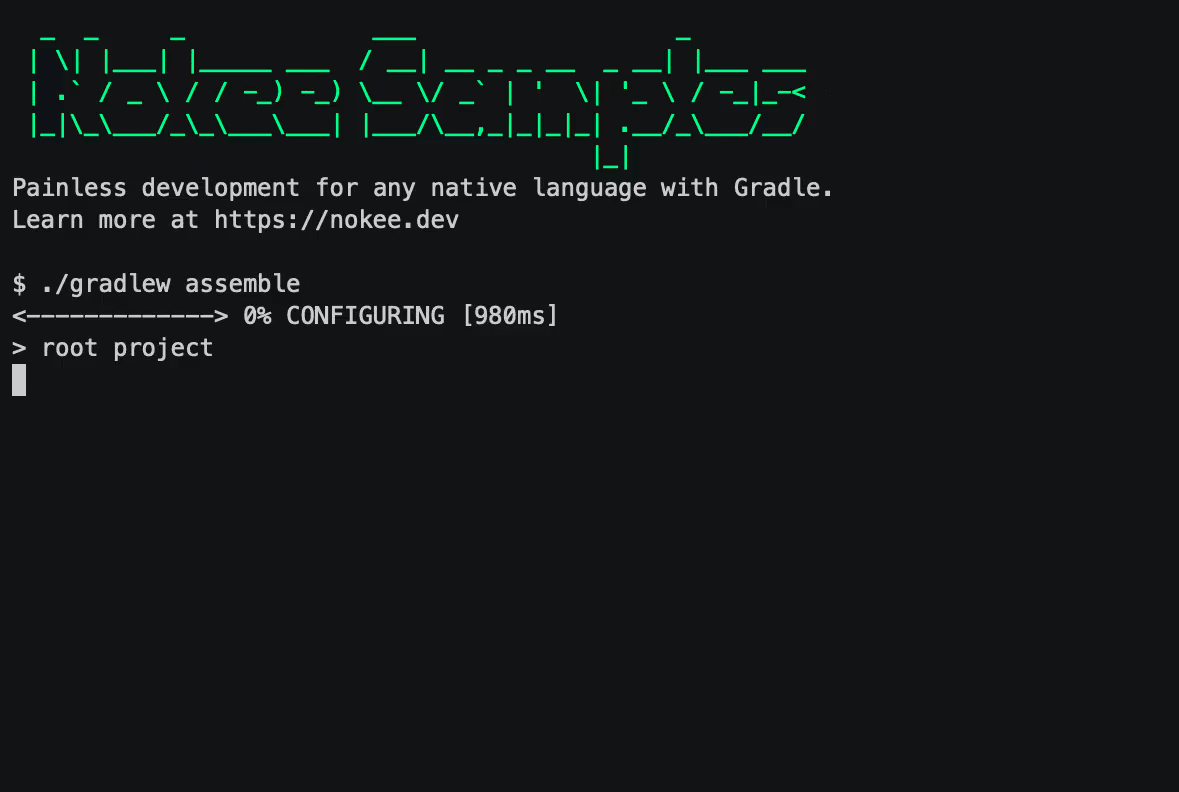 Nokee Samples
Painless development for any native language with Gradle.
Learn more at https://nokee.dev
$ ./gradlew assemble
<-------------> 0% CONFIGURING [980ms]
> root project